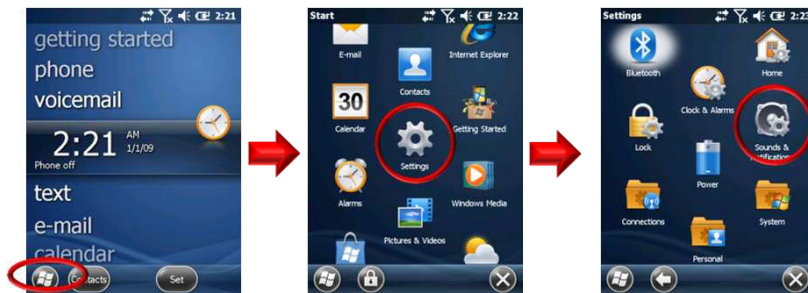 2:21
getting started
phone
voicemail
2:21 AM
1/1/09
Phone off
text
e-mail
calendar
Contacts
Set
Start 2:22
E-mail
Internet Explorer
Contacts
30
Calendar
Getting Started
Settings
Alarms
Windows Media
Pictures & Videos
Settings 2:23
Bluetooth
Home
Clock & Alarms
Lock
Sounds &
Notifications
Power
Connections
System
Personal